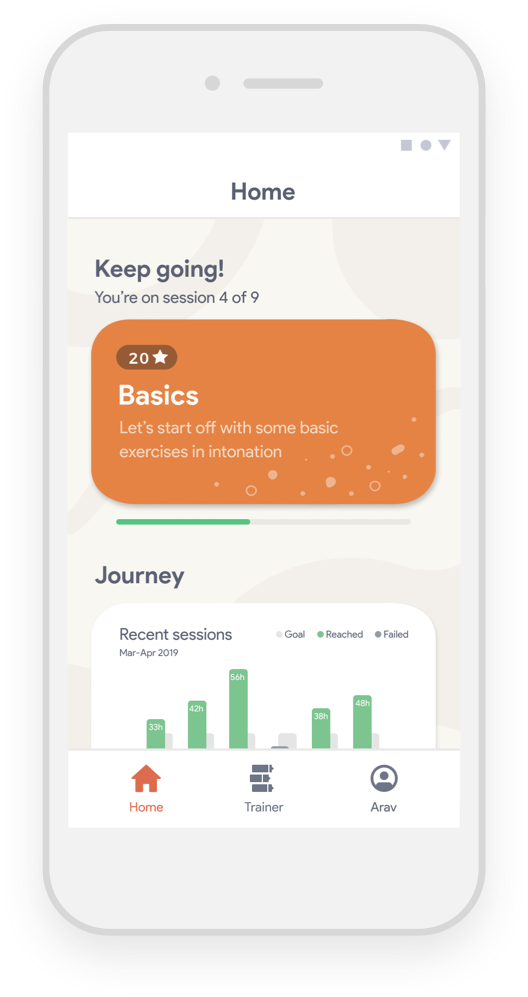 Home
Keep going!
You're on session 4 of 9
20
Basics
Let's start off with some basic
exercises in intonation
Journey
Recent sessions
Goal Reached Failed
Mar-Apr 2019
33h 42h 56h 38h 48h
Home Trainer Arav